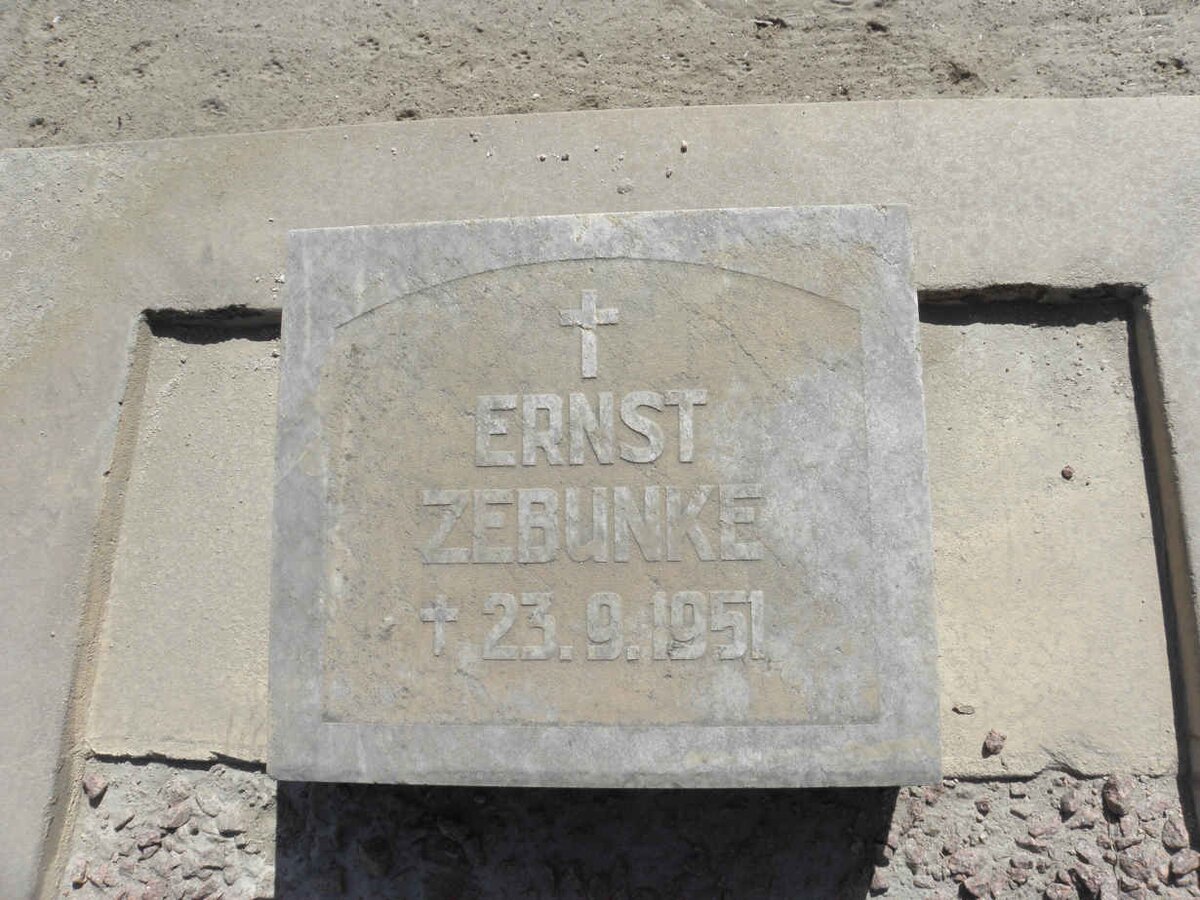 ERNST
ZEBUNKE
† 23.9.1951